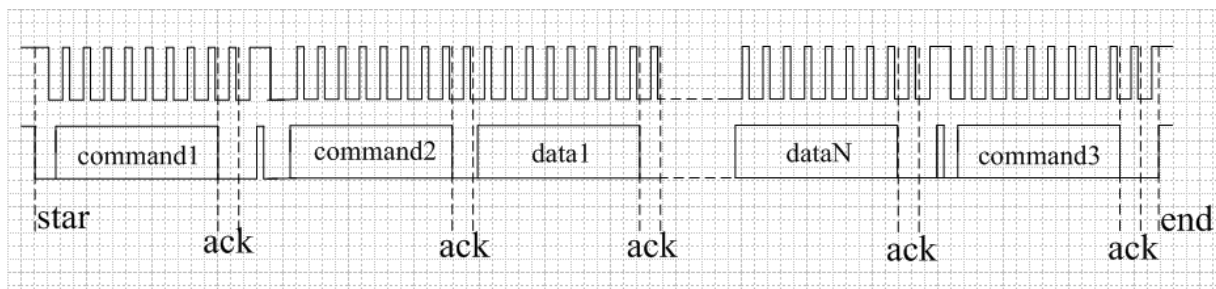 command1 command2 data1 dataN command3
star ack ack ack ack ack end